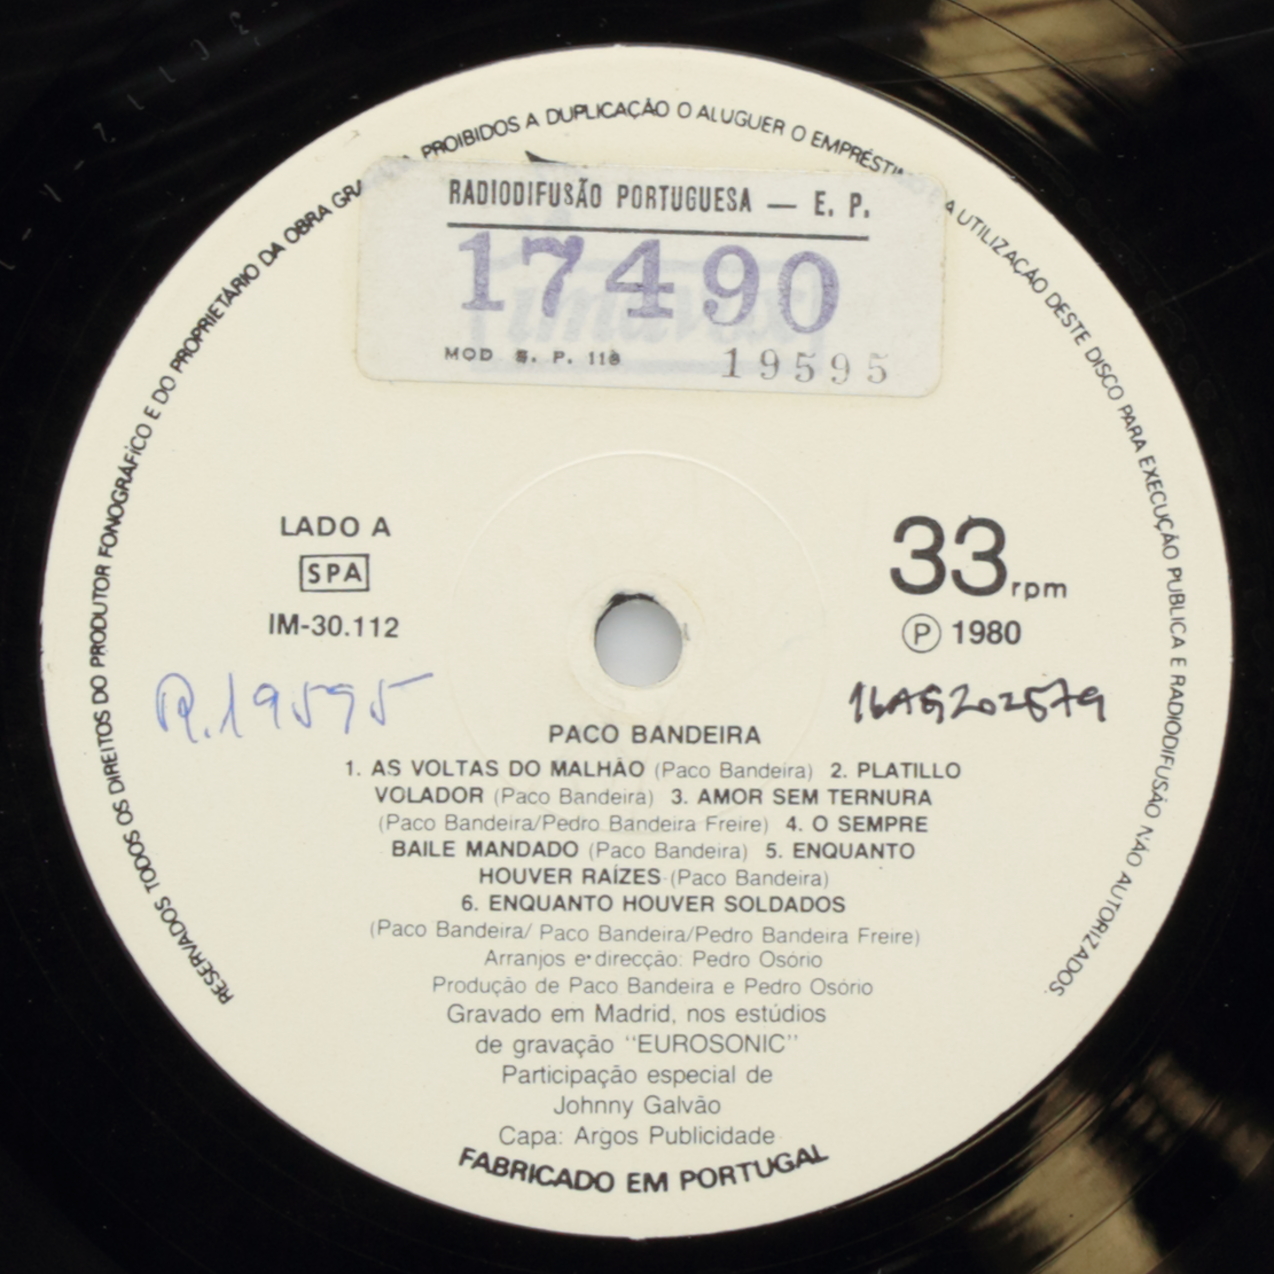 RESERVADOS TODOS OS DIREITOS DO PRODUTOR FONOGRÁFICO E DO PROPRIETÁRIO DA OBRA PROIBIDOS A DUPLICAÇÃO O ALUGUER O A UTILIZAÇÃO DESTE DISCO PARA EXECUÇÃO PUBLICA E RADIODIFUSÃO NÃO AUTORIZADOS.
RADIODIFUSÃO PORTUGUESA — E. P.
17490
MOD E. P. 118 19595
LADO A
SPA
IM-30.112
33 rpm
Ⓟ 1980
R.19595
16AG202579
PACO BANDEIRA
1. AS VOLTAS DO MALHÃO (Paco Bandeira) 2. PLATILLO
VOLADOR (Paco Bandeira) 3. AMOR SEM TERNURA
(Paco Bandeira/Pedro Bandeira Freire) 4. O SEMPRE
BAILE MANDADO (Paco Bandeira) 5. ENQUANTO
HOUVER RAÍZES (Paco Bandeira)
6. ENQUANTO HOUVER SOLDADOS
(Paco Bandeira/ Paco Bandeira/Pedro Bandeira Freire)
Arranjos e direcção: Pedro Osório
Produção de Paco Bandeira e Pedro Osório
Gravado em Madrid, nos estúdios
de gravação "EUROSONIC"
Participação especial de
Johnny Galvão
Capa: Argos Publicidade
FABRICADO EM PORTUGAL